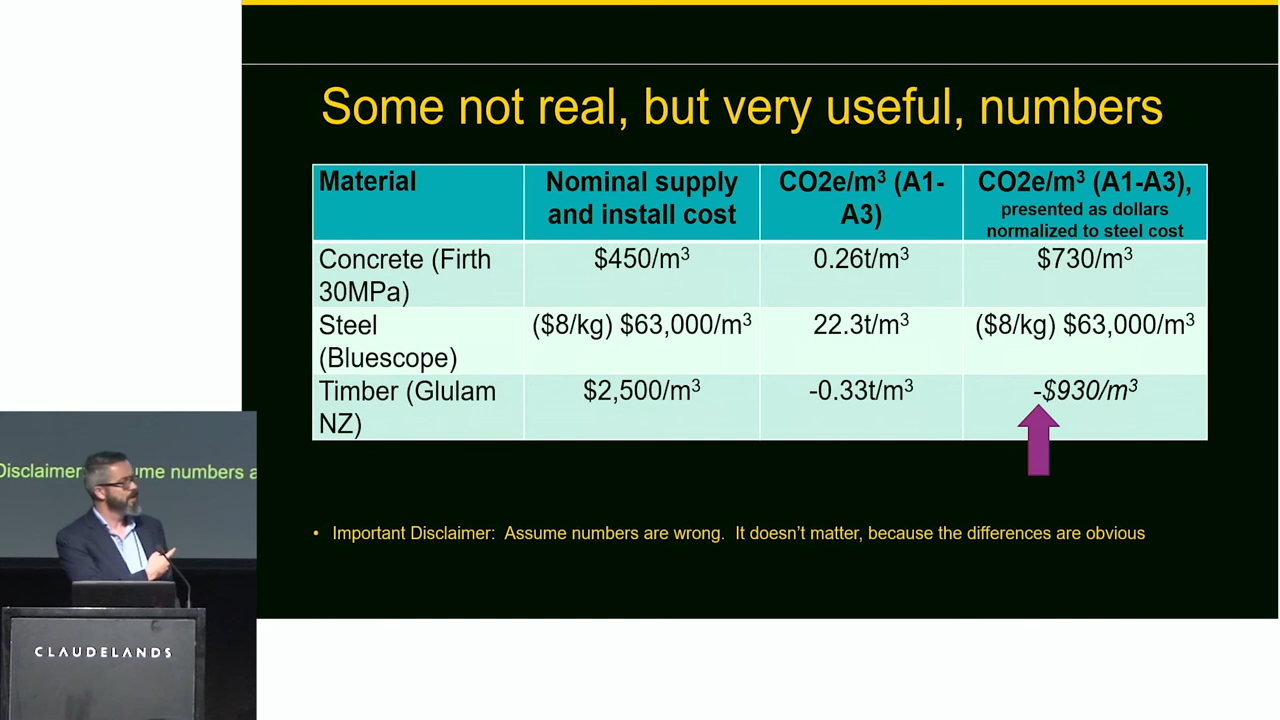 Some not real, but very useful, numbers
Material
Nominal supply
and install cost
CO2e/m³ (A1-
A3)
CO2e/m³ (A1-A3),
presented as dollars
normalized to steel cost
Concrete (Firth
30MPa)
$450/m³
0.26t/m³
$730/m³
Steel
(Bluescope)
($8/kg) $63,000/m³
22.3t/m³
($8/kg) $63,000/m³
Timber (Glulam
NZ)
$2,500/m³
-0.33t/m³
-$930/m³
• Important Disclaimer: Assume numbers are wrong. It doesn't matter, because the differences are obvious
Disclaimer
me numbers a
CLAUDELANDS